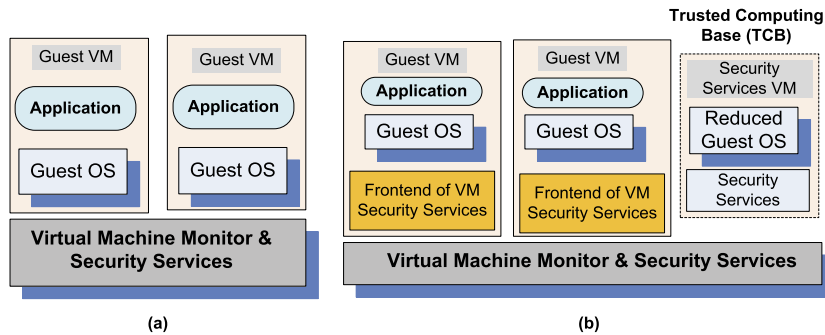 Guest VM
Application
Guest OS
Guest VM
Application
Guest OS
Virtual Machine Monitor &
Security Services
(a)
Guest VM
Application
Guest OS
Frontend of VM
Security Services
Guest VM
Application
Guest OS
Frontend of VM
Security Services
Trusted Computing
Base (TCB)
Security
Services VM
Reduced
Guest OS
Security
Services
Virtual Machine Monitor & Security Services
(b)